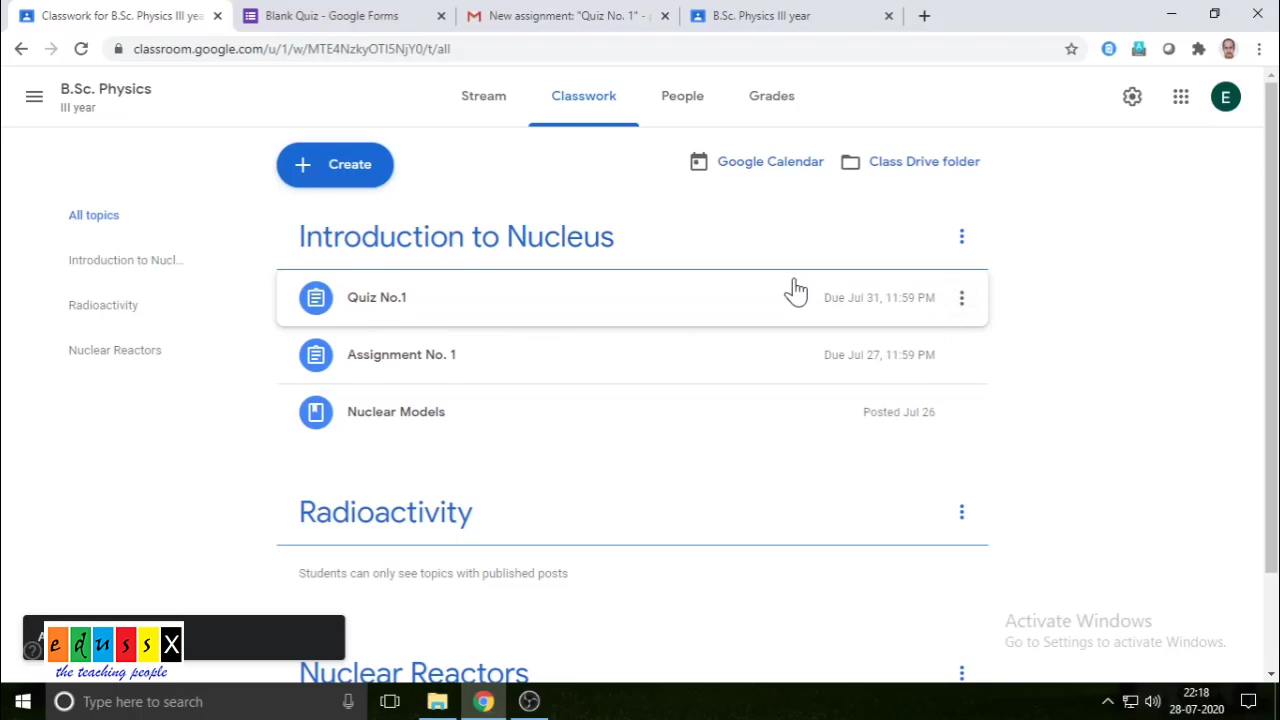 Classwork for B.Sc. Physics III yea
Blank Quiz - Google Forms
New assignment: "Quiz No. 1" -
B.Sc. Physics III year
classroom.google.com/u/1/w/MTE4NzkyOTI5NjY0/t/all
B.Sc. Physics
III year
Stream
Classwork
People
Grades
E
Create
Google Calendar
Class Drive folder
All topics
Introduction to Nucl...
Radioactivity
Nuclear Reactors
Introduction to Nucleus
Quiz No.1
Due Jul 31, 11:59 PM
Assignment No. 1
Due Jul 27, 11:59 PM
Nuclear Models
Posted Jul 26
Radioactivity
Students can only see topics with published posts
Nuclear Reactors
edussX
the teaching people
Activate Windows
Go to Settings to activate Windows.
Type here to search
22:18
28-07-2020